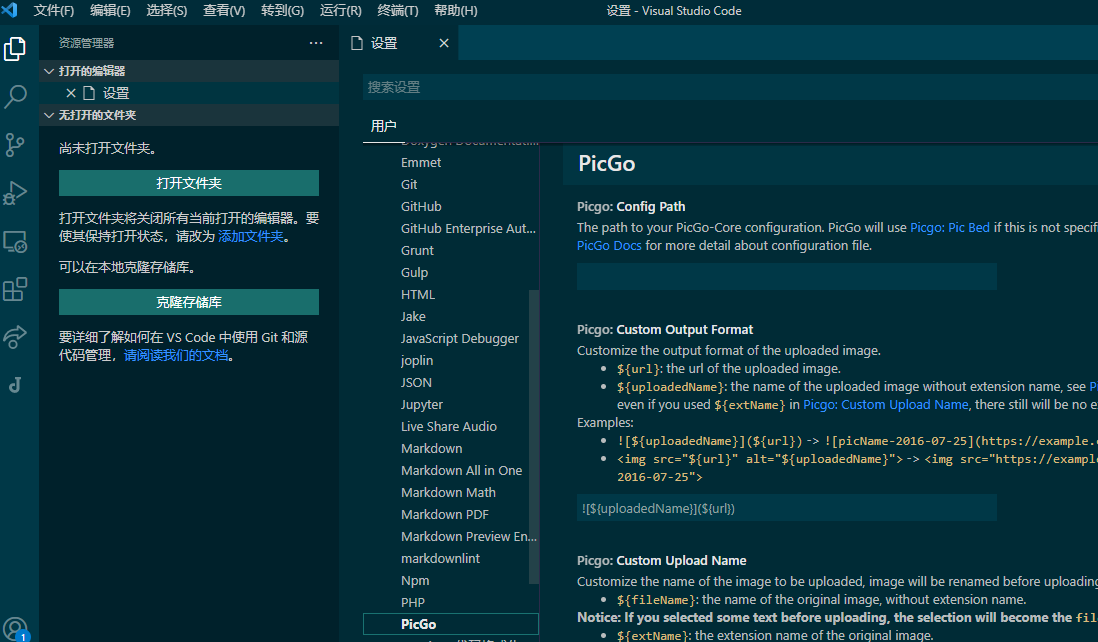 文件(F) 编辑(E) 选择(S) 查看(V) 转到(G) 运行(R) 终端(T) 帮助(H) 设置 - Visual Studio Code
资源管理器
打开的编辑器
设置
无打开的文件夹
尚未打开文件夹。
打开文件夹
打开文件夹将关闭所有当前打开的编辑器。要
使其保持打开状态，请改为 添加文件夹。
可以在本地克隆存储库。
克隆存储库
要详细了解如何在 VS Code 中使用 Git 和源
代码管理，请阅读我们的文档。
1
设置
搜索设置
用户
Doxygen Documentati...
Emmet
Git
GitHub
GitHub Enterprise Aut...
Grunt
Gulp
HTML
Jake
JavaScript Debugger
joplin
JSON
Jupyter
Live Share Audio
Markdown
Markdown All in One
Markdown Math
Markdown PDF
Markdown Preview En...
markdownlint
Npm
PHP
PicGo
PicGo
Picgo: Config Path
The path to your PicGo-Core configuration. PicGo will use Picgo: Pic Bed if this is not specif
PicGo Docs for more detail about configuration file.
Picgo: Custom Output Format
Customize the output format of the uploaded image.
${url}: the url of the uploaded image.
${uploadedName}: the name of the uploaded image without extension name, see P
even if you used ${extName} in Picgo: Custom Upload Name, there still will be no e
Examples:
![${uploadedName}](${url}) -> ![picName-2016-07-25](https://example.c
<img src="${url}" alt="${uploadedName}"> -> <img src="https://example
2016-07-25">
![${uploadedName}](${url})
Picgo: Custom Upload Name
Customize the name of the image to be uploaded, image will be renamed before uploading
${fileName}: the name of the original image, without extension name.
Notice: If you selected some text before uploading, the selection will become the fil
${extName}: the extension name of the original image.